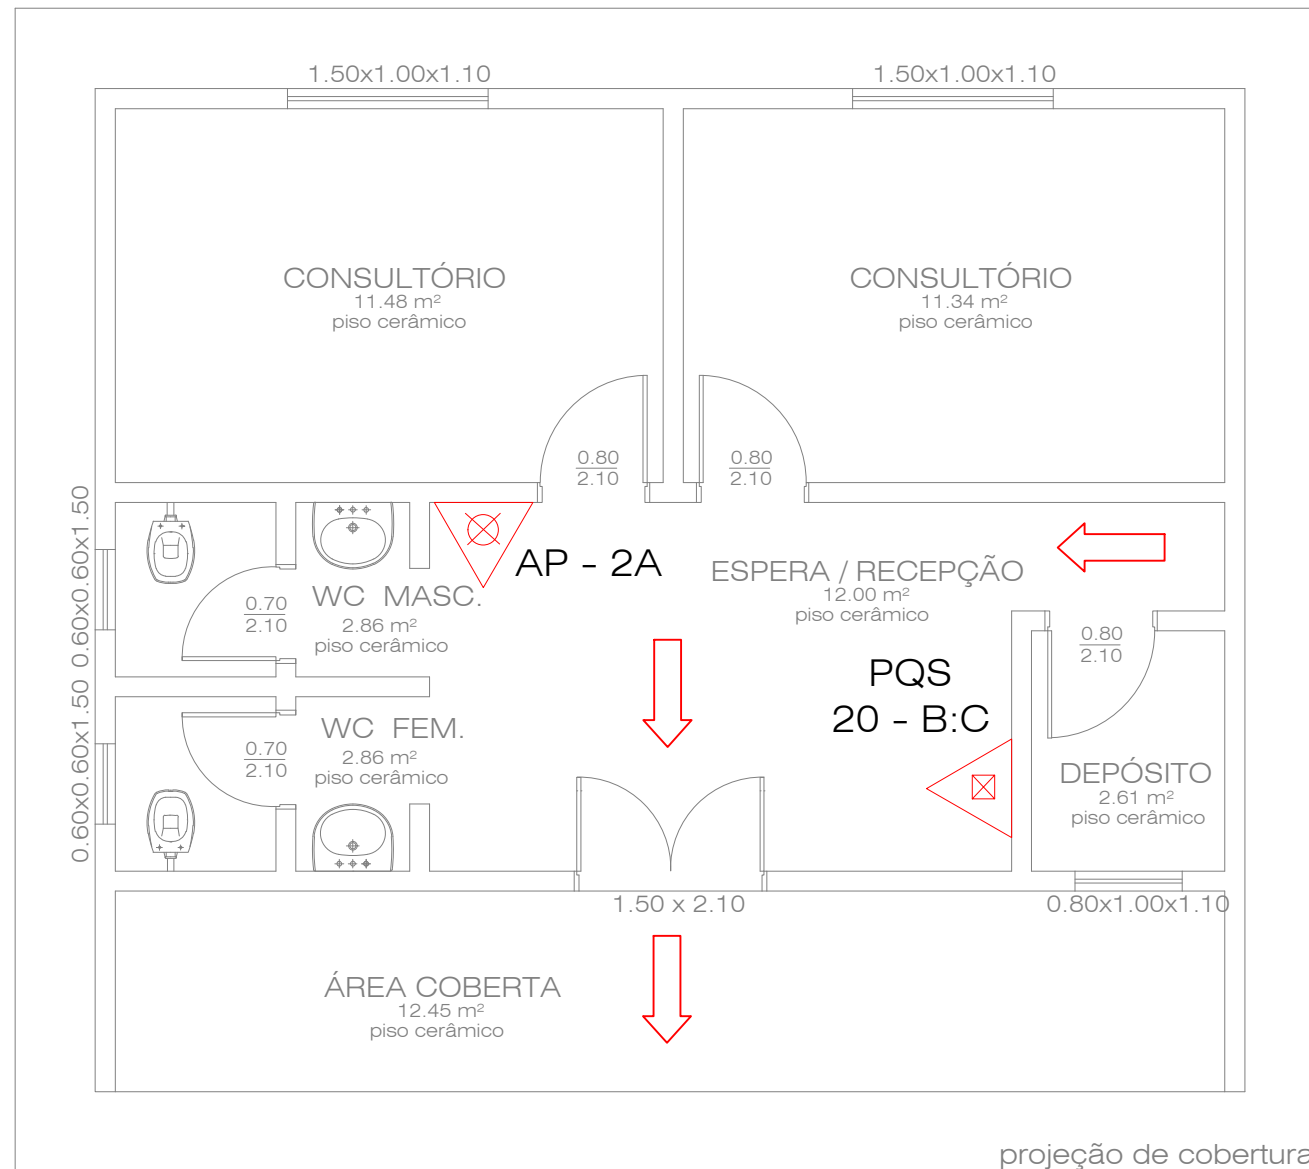 1.50x1.00x1.10
1.50x1.00x1.10
CONSULTÓRIO
11.48 m²
piso cerâmico
CONSULTÓRIO
11.34 m²
piso cerâmico
0.80
2.10
0.80
2.10
0.60x0.60x1.50
AP - 2A
ESPERA / RECEPÇÃO
12.00 m²
piso cerâmico
WC MASC.
2.86 m²
piso cerâmico
0.70
2.10
0.80
2.10
PQS
20 - B:C
0.60x0.60x1.50
WC FEM.
2.86 m²
piso cerâmico
0.70
2.10
DEPÓSITO
2.61 m²
piso cerâmico
1.50 x 2.10
0.80x1.00x1.10
ÁREA COBERTA
12.45 m²
piso cerâmico
projeção de cobertura